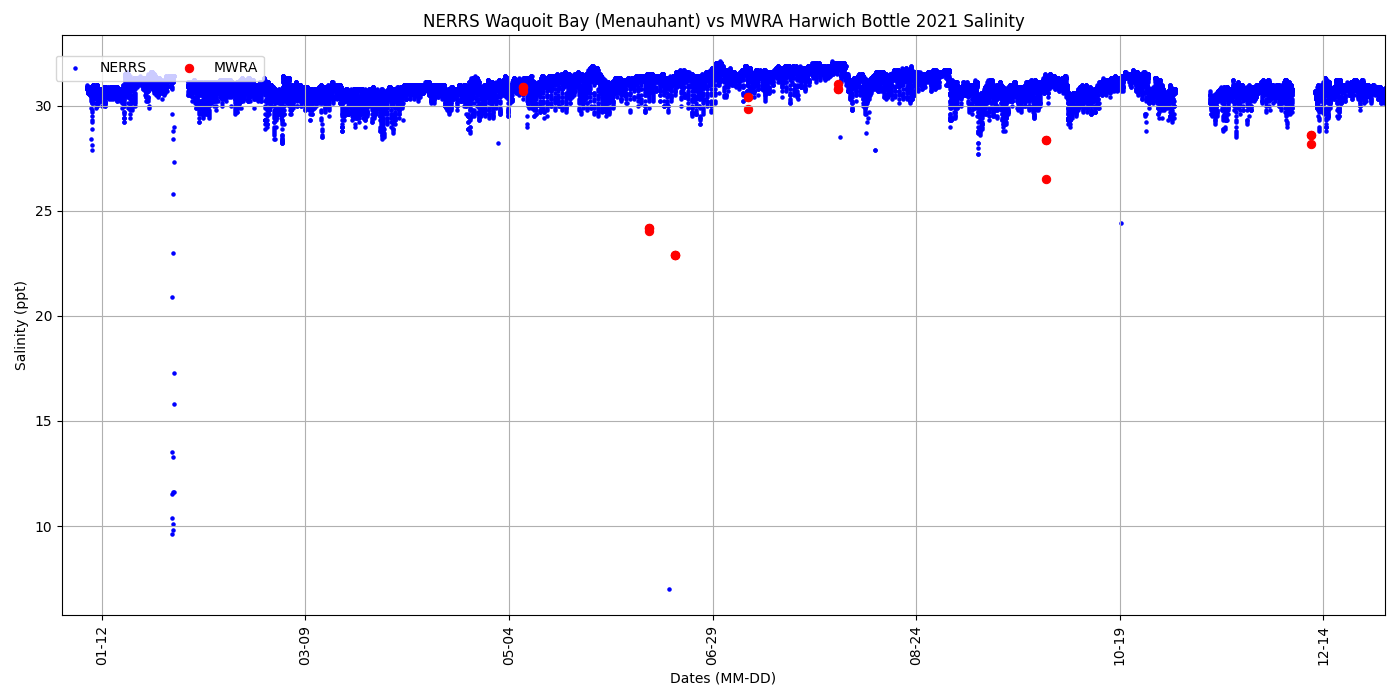 NERRS Waquoit Bay (Menauhant) vs MWRA Harwich Bottle 2021 Salinity
NERRS MWRA
30
25
20
15
10
Salinity (ppt)
01-12 03-09 05-04 06-29 08-24 10-19 12-14
Dates (MM-DD)